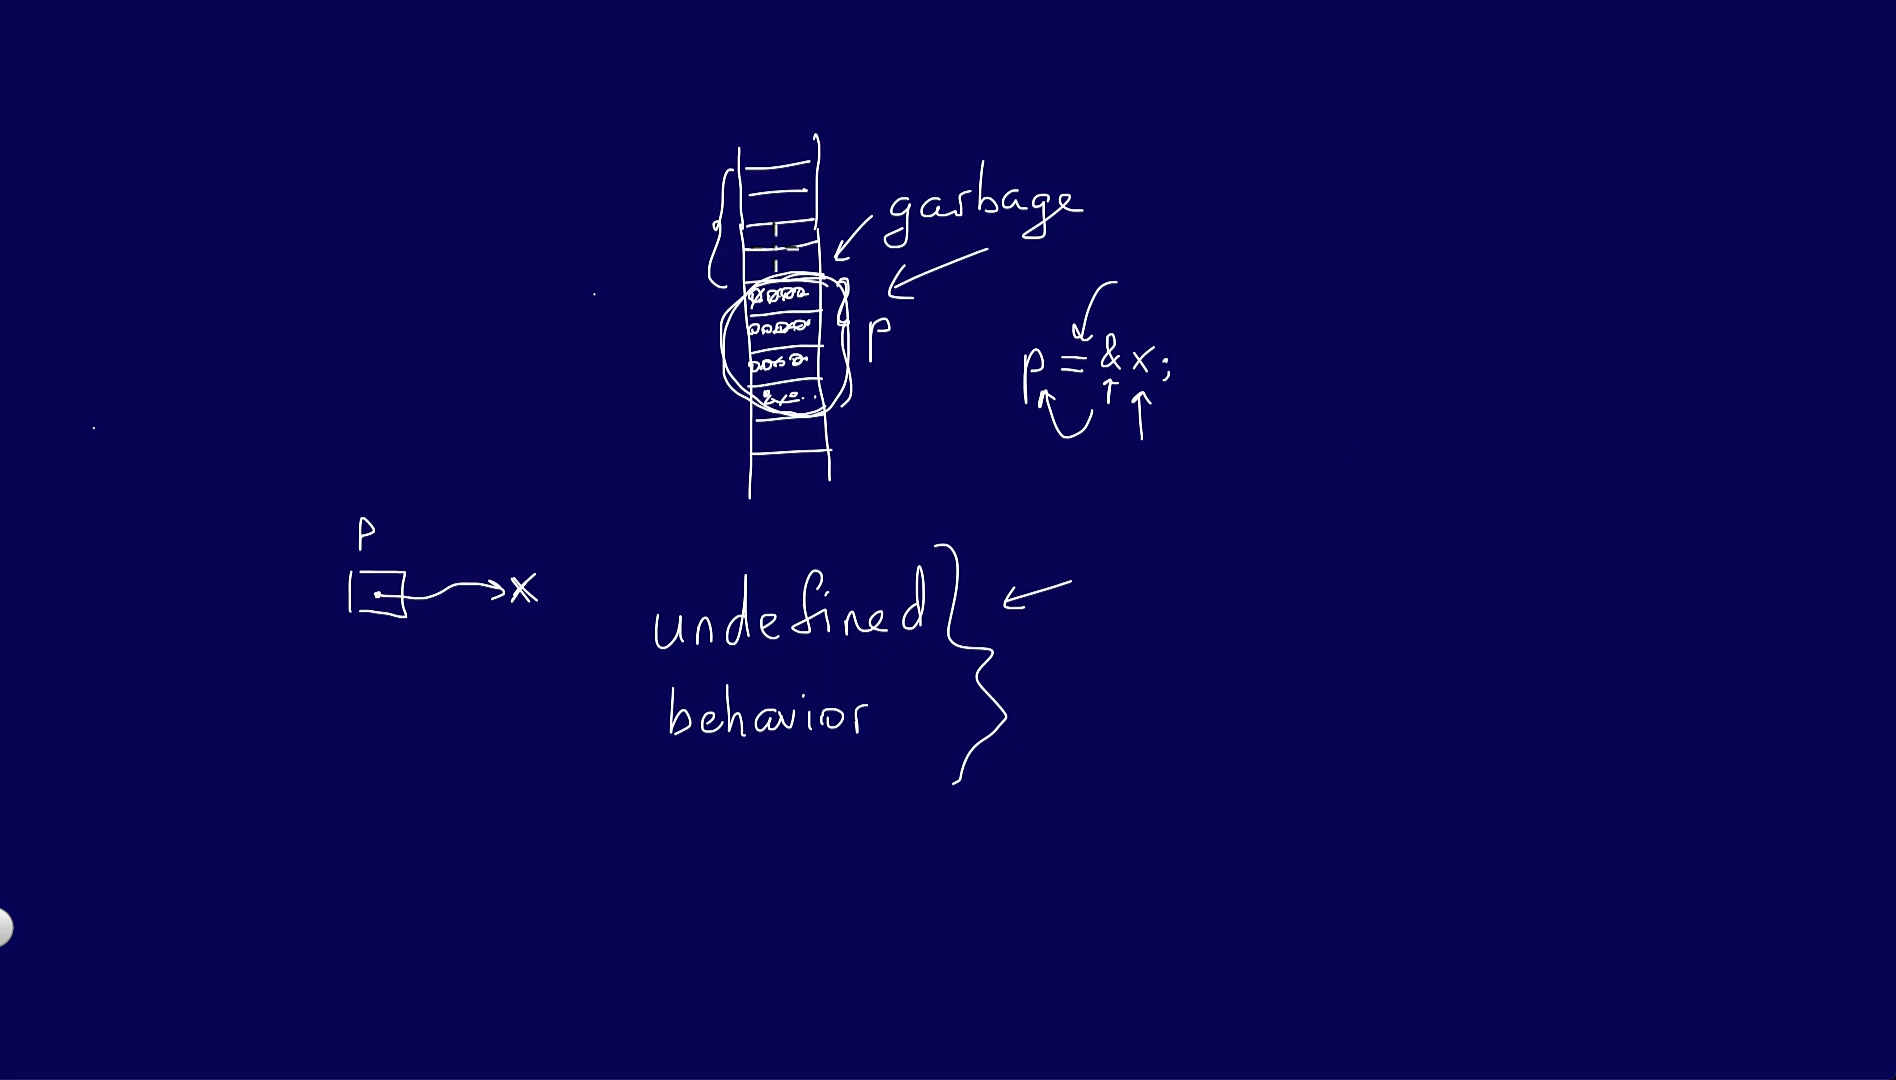 garbage
P
p = &x;
P
x
undefined
behavior